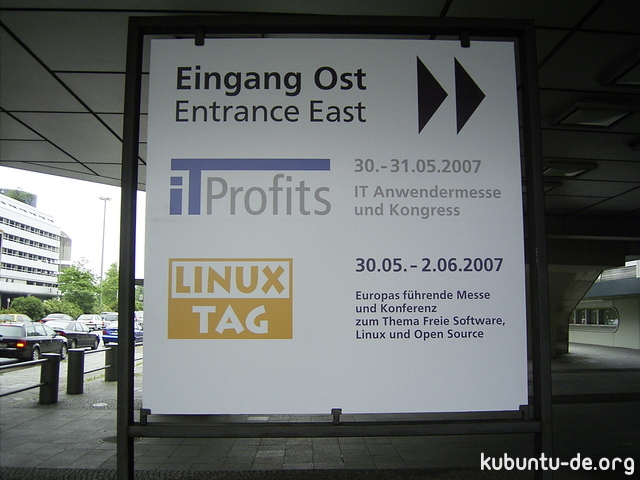 Eingang Ost
Entrance East
iTProfits
30.-31.05.2007
IT Anwendermesse
und Kongress
LINUX
TAG
30.05.-2.06.2007
Europas führende Messe
und Konferenz
zum Thema Freie Software,
Linux und Open Source
kubuntu-de.org